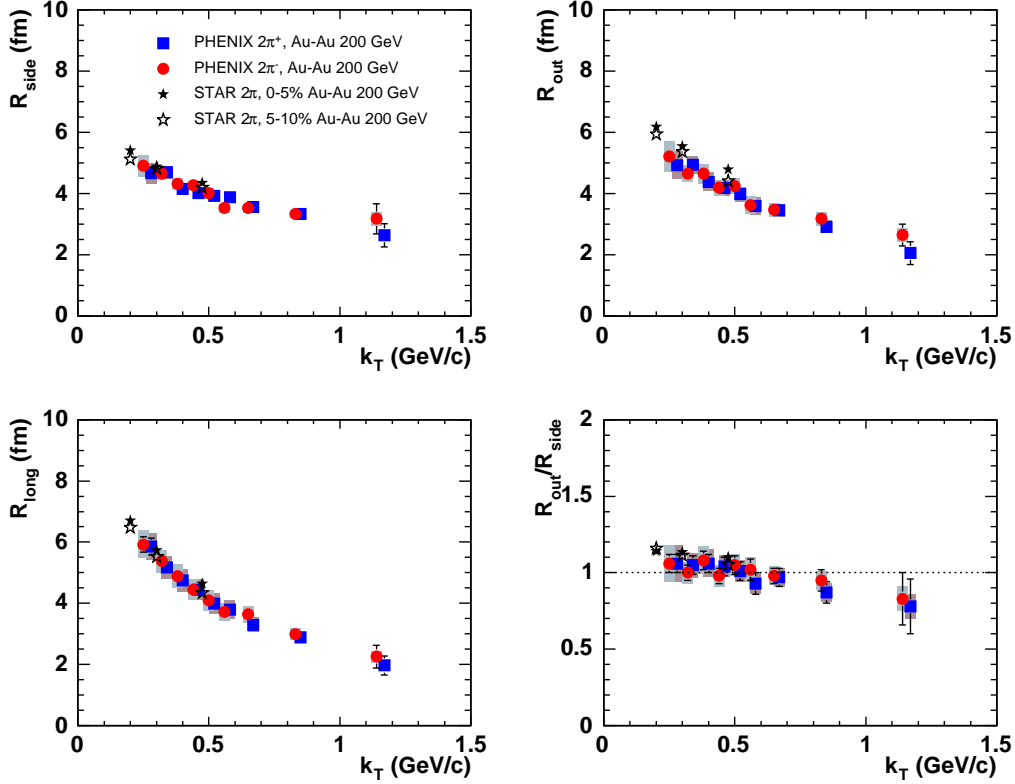 R_side (fm)
10
8
6
4
2
0
PHENIX 2π⁺, Au-Au 200 GeV
PHENIX 2π⁻, Au-Au 200 GeV
STAR 2π, 0-5% Au-Au 200 GeV
STAR 2π, 5-10% Au-Au 200 GeV
0 0.5 1 1.5
k_T (GeV/c)
R_out (fm)
10
8
6
4
2
0
0 0.5 1 1.5
k_T (GeV/c)
R_long (fm)
10
8
6
4
2
0
0 0.5 1 1.5
k_T (GeV/c)
R_out/R_side
2
1.5
1
0.5
0
0 0.5 1 1.5
k_T (GeV/c)